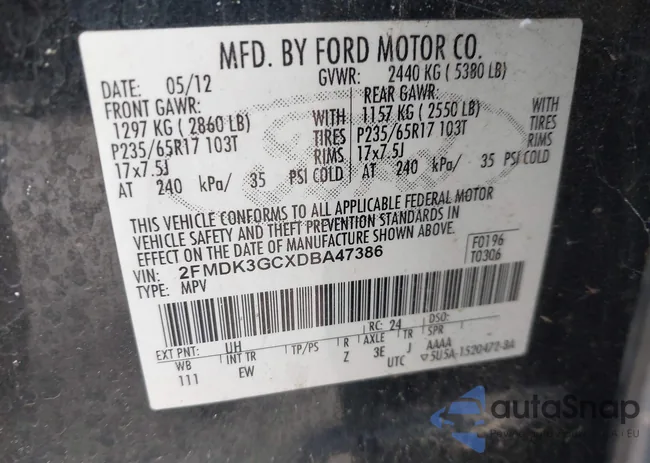 MFD. BY FORD MOTOR CO.
DATE: 05/12 GVWR: 2440 KG ( 5380 LB)
FRONT GAWR: REAR GAWR:
1297 KG ( 2860 LB) WITH 1157 KG ( 2550 LB) WITH
P235/65R17 103T TIRES P235/65R17 103T TIRES
17x7.5J RIMS 17x7.5J RIMS
AT 240 kPa/ 35 PSI COLD AT 240 kPa/ 35 PSI COLD
THIS VEHICLE CONFORMS TO ALL APPLICABLE FEDERAL MOTOR
VEHICLE SAFETY AND THEFT PREVENTION STANDARDS IN
EFFECT ON THE DATE OF MANUFACTURE SHOWN ABOVE.
VIN: 2FMDK3GCXDBA47386 F0196
TYPE: MPV T0306
EXT PNT: UH RC: 24 DSO:
WB INT TR TP/PS R AXLE TR SPR
111 EW Z 3E J AAAA
UTC ▽5U5A-1520472-BA
autoSnap